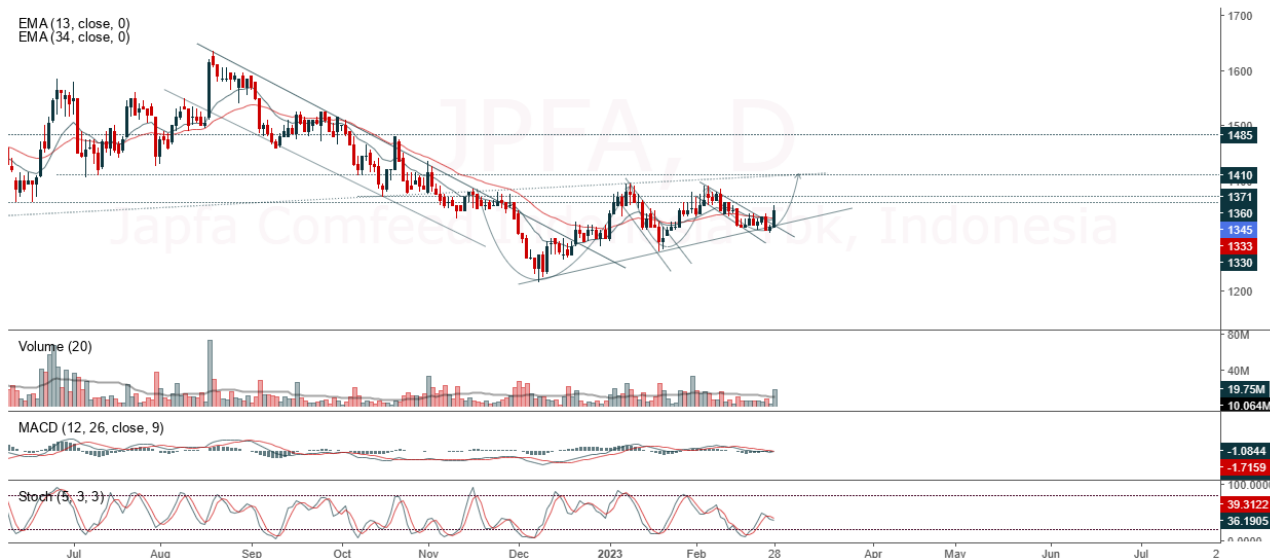 EMA (13, close, 0)
EMA (34, close, 0)
JPFA, D
Japfa Comfeed Indonesia
1700
1600
1500
1485
1410
1371
1360
1345
1333
1330
1200
Volume (20)
80M
40M
19.75M
10.064M
MACD (12, 26, close, 9)
-1.0844
-1.7159
Stoch (5, 3, 3)
100.0000
39.3122
36.1905
0.0000
Jul Aug Sep Oct Nov Dec 2023 Feb 28 Apr May Jun Jul 2